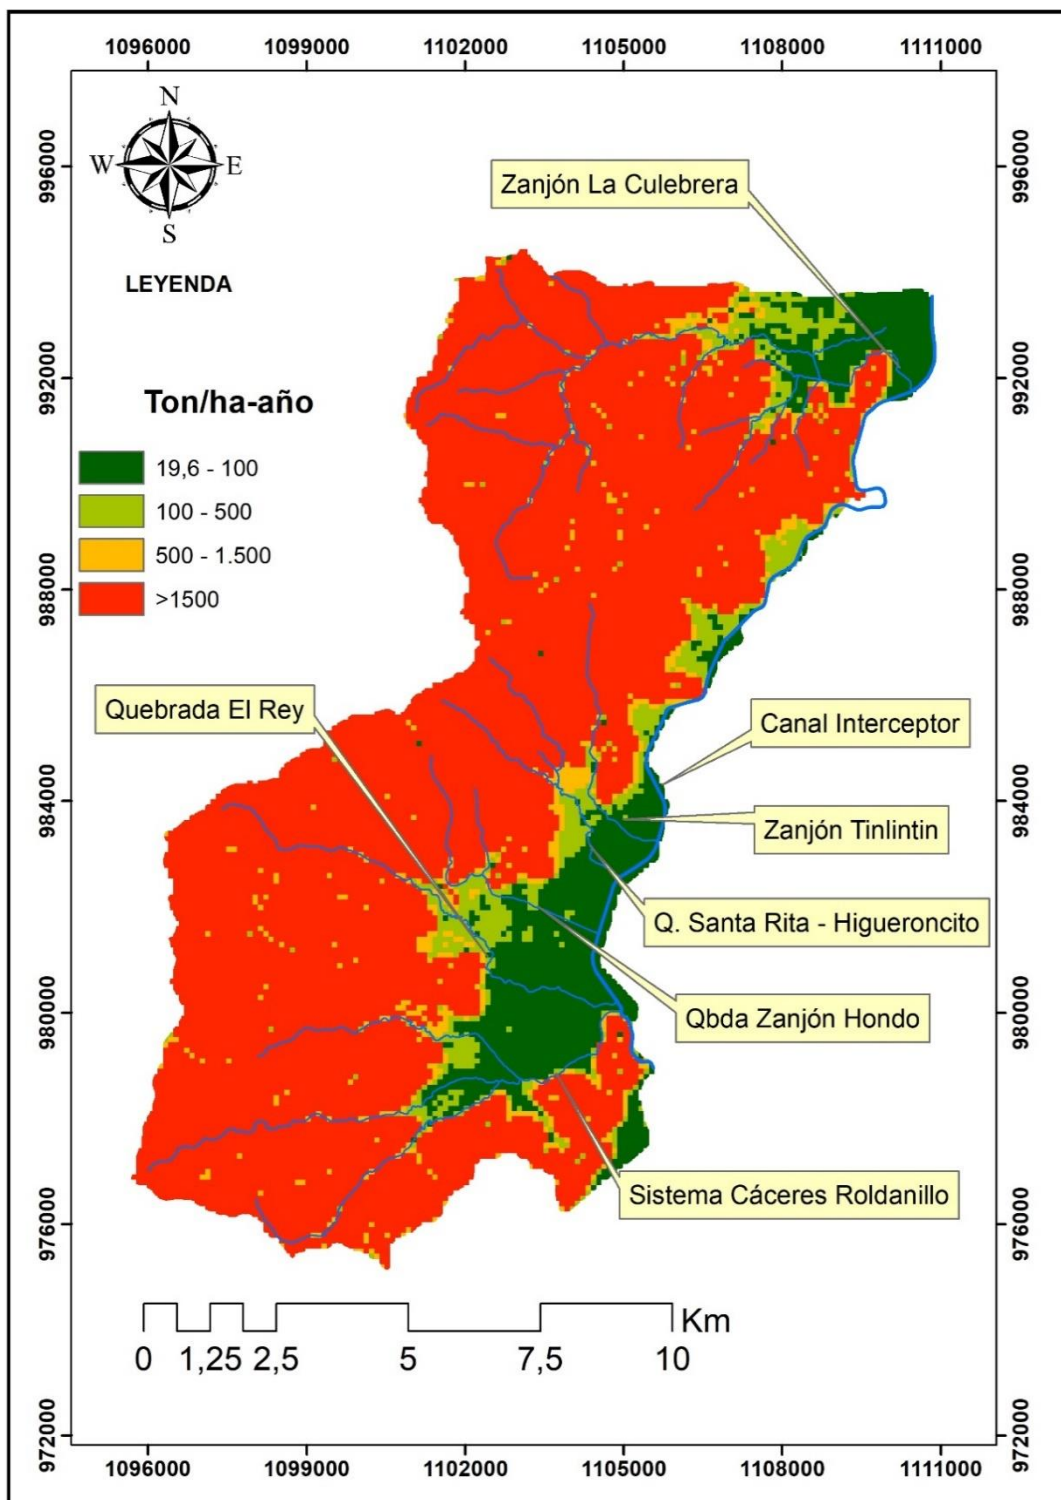 1096000 1099000 1102000 1105000 1108000 1111000
N
W E
S
LEYENDA
Ton/ha-año
19,6 - 100
100 - 500
500 - 1.500
>1500
Zanjón La Culebrera
Quebrada El Rey
Canal Interceptor
Zanjón Tinlintin
Q. Santa Rita - Higueroncito
Qbda Zanjón Hondo
Sistema Cáceres Roldanillo
996000
992000
988000
984000
980000
976000
972000
996000
992000
988000
984000
980000
976000
972000
Km
0 1,25 2,5 5 7,5 10
1096000 1099000 1102000 1105000 1108000 1111000